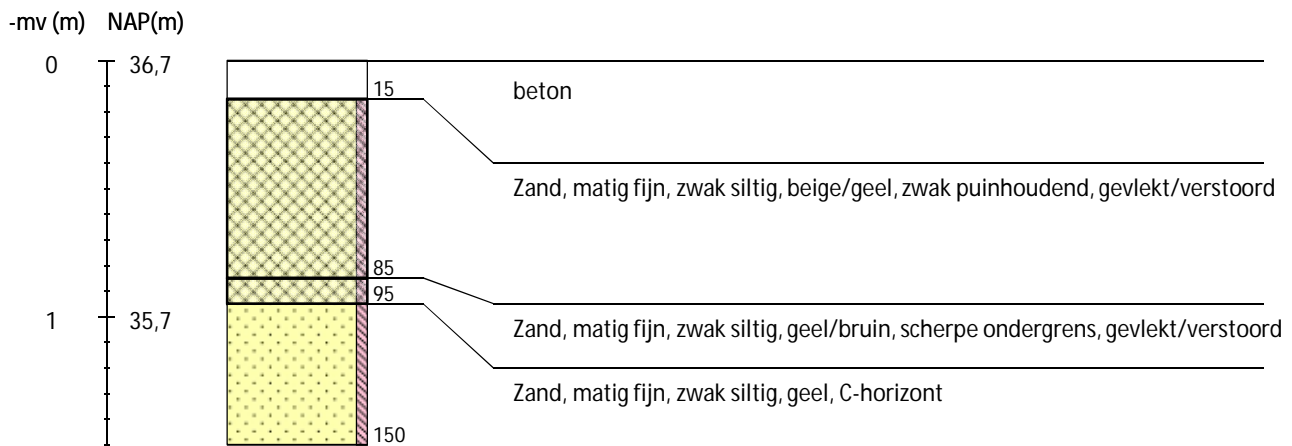 -mv (m) NAP(m)
0 36,7
15 beton
Zand, matig fijn, zwak siltig, beige/geel, zwak puinhoudend, gevlekt/verstoord
85
95
1 35,7 Zand, matig fijn, zwak siltig, geel/bruin, scherpe ondergrens, gevlekt/verstoord
Zand, matig fijn, zwak siltig, geel, C-horizont
150